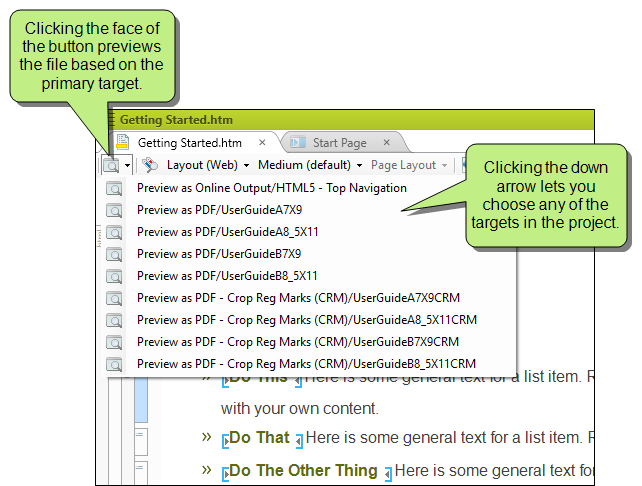 Clicking the face of
the button previews
the file based on the
primary target.
Getting Started.htm
Getting Started.htm
Start Page
Layout (Web)
Medium (default)
Page Layout
Clicking the down
arrow lets you
choose any of the
targets in the project.
Preview as Online Output/HTML5 - Top Navigation
Preview as PDF/UserGuideA7X9
Preview as PDF/UserGuideA8_5X11
Preview as PDF/UserGuideB7X9
Preview as PDF/UserGuideB8_5X11
Preview as PDF - Crop Reg Marks (CRM)/UserGuideA7X9CRM
Preview as PDF - Crop Reg Marks (CRM)/UserGuideA8_5X11CRM
Preview as PDF - Crop Reg Marks (CRM)/UserGuideB7X9CRM
Preview as PDF - Crop Reg Marks (CRM)/UserGuideB8_5X11CRM
» Do This Here is some general text for a list item. R
with your own content.
» Do That Here is some general text for a list item. R
» Do The Other Thing Here is some general text for